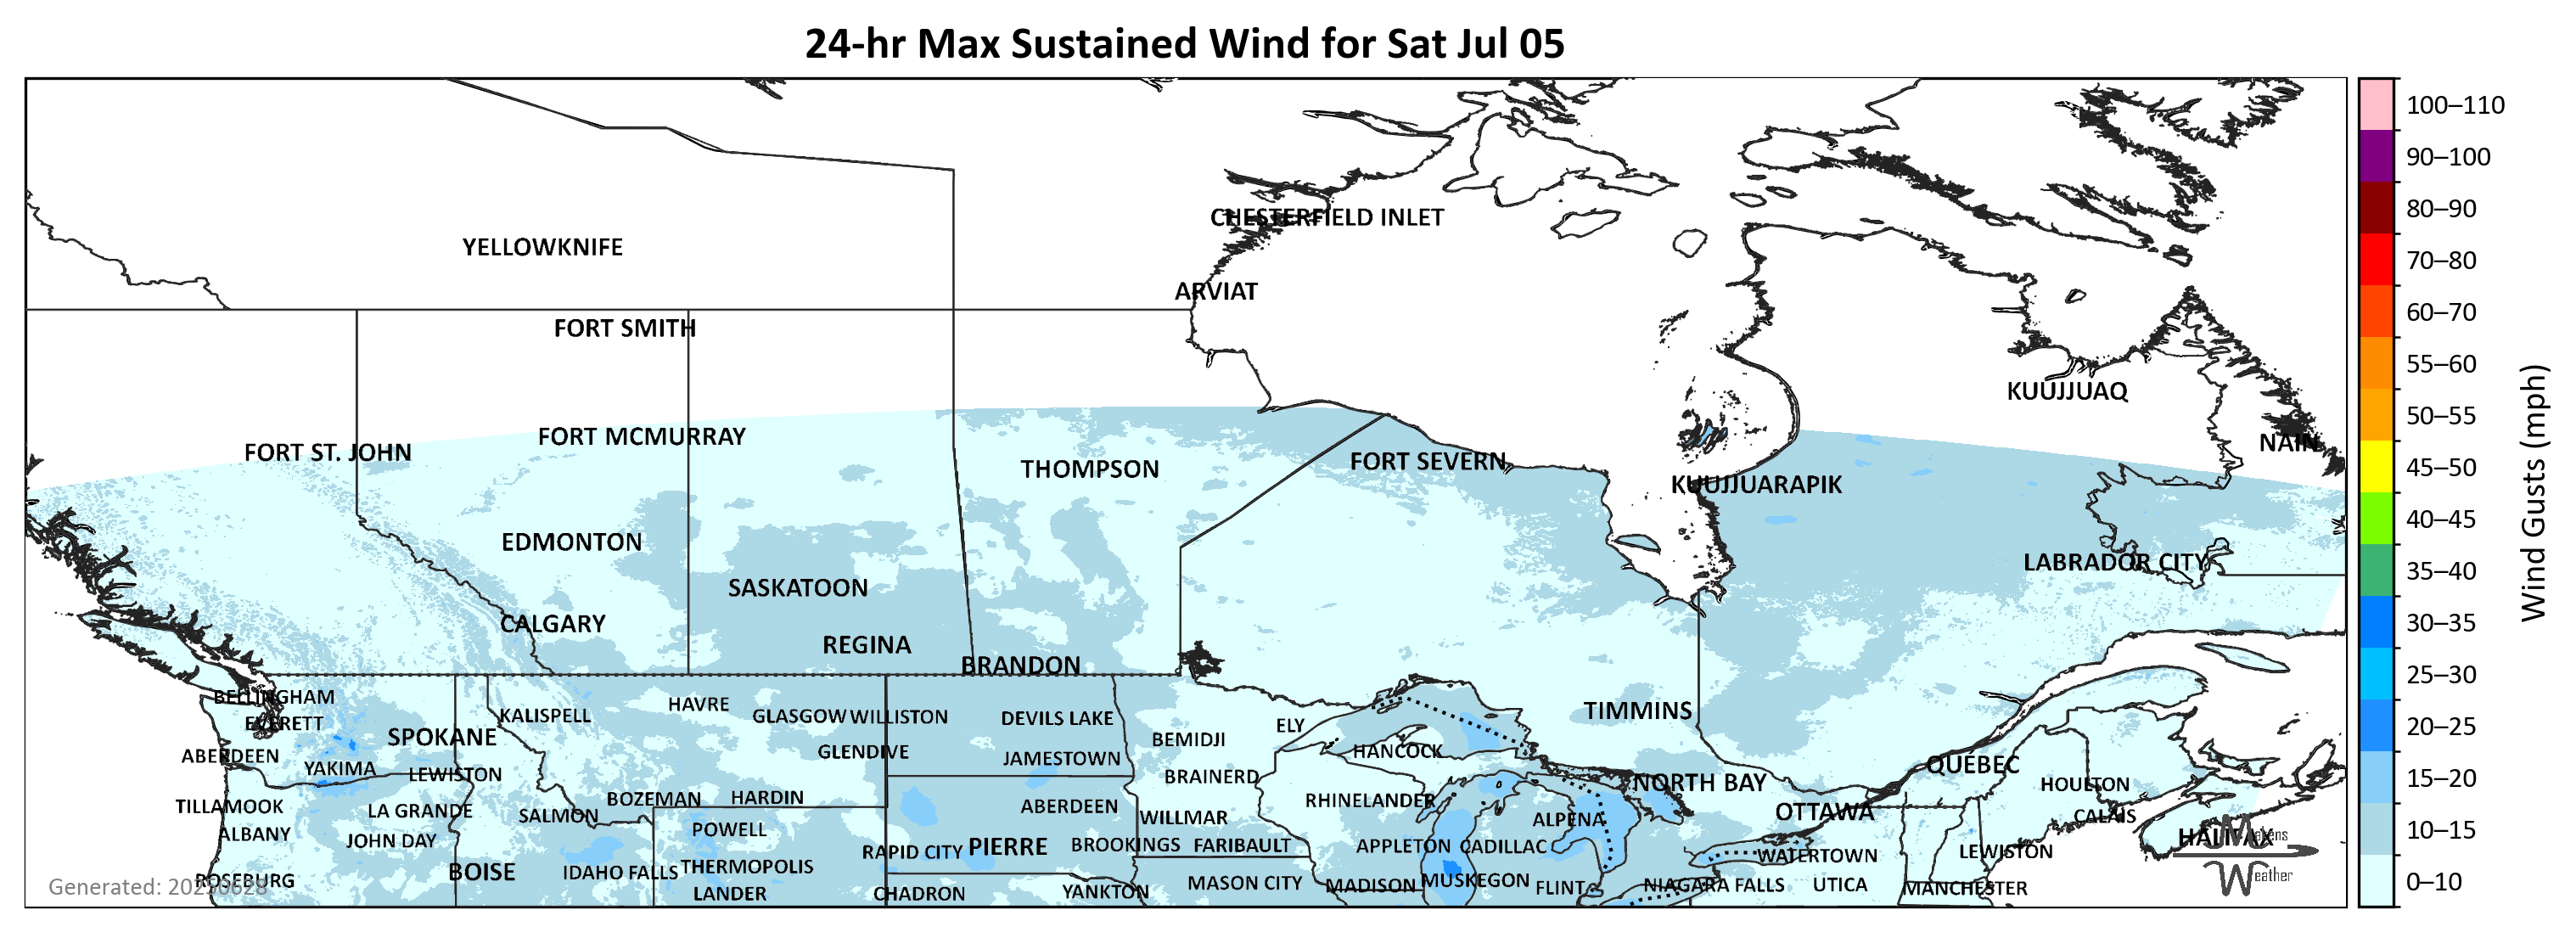 24-hr Max Sustained Wind for Sat Jul 05
100–110
90–100
80–90
70–80
60–70
55–60
50–55
45–50
40–45
35–40
30–35
25–30
20–25
15–20
10–15
0–10
Wind Gusts (mph)
CHESTERFIELD INLET
YELLOWKNIFE
ARVIAT
FORT SMITH
KUUJJUAQ
FORT MCMURRAY
NAIN
FORT ST. JOHN
FORT SEVERN
THOMPSON
KUUJJUARAPIK
EDMONTON
LABRADOR CITY
SASKATOON
CALGARY
REGINA
BRANDON
BELLINGHAM
HAVRE
TIMMINS
KALISPELL
GLASGOW
WILLISTON
DEVILS LAKE
EVERETT
ELY
SPOKANE
BEMIDJI
HANCOCK
GLENDIVE
ABERDEEN
JAMESTOWN
QUÉBEC
YAKIMA
LEWISTON
BRAINERD
NORTH BAY
HOULTON
BOZEMAN
HARDIN
RHINELANDER
TILLAMOOK
LA GRANDE
ABERDEEN
OTTAWA
SALMON
CALAIS
WILLMAR
ALPENA
POWELL
ALBANY
HALIFAX
Makens
JOHN DAY
PIERRE
BROOKINGS
FARIBAULT
APPLETON
CADILLAC
RAPID CITY
LEWISTON
WATERTOWN
THERMOPOLIS
BOISE
IDAHO FALLS
Weather
ROSEBURG
MUSKEGON
MASON CITY
MADISON
FLINT
NIAGARA FALLS
UTICA
Generated: 20250628
MANCHESTER
YANKTON
LANDER
CHADRON